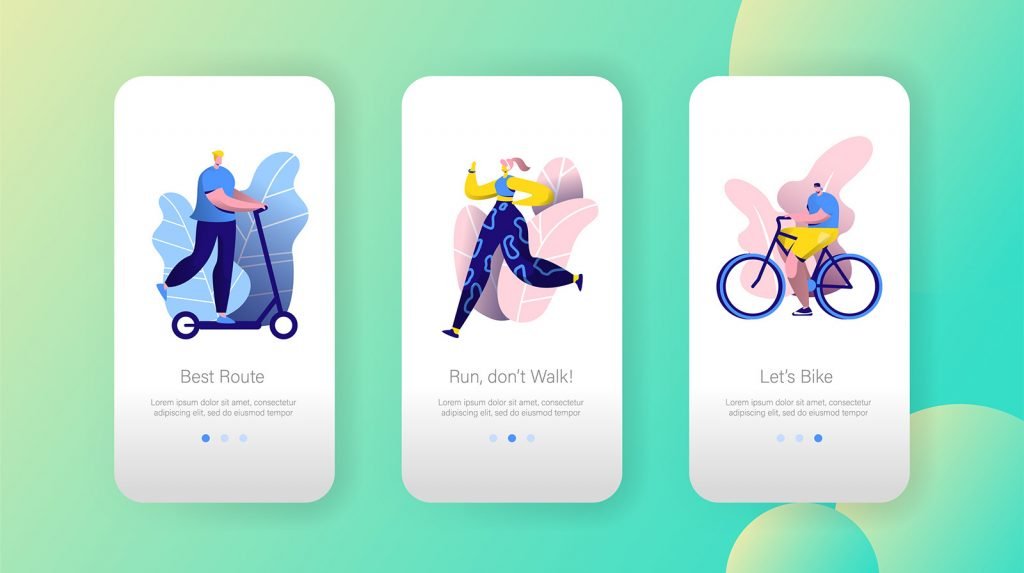 Best Route
Lorem ipsum dolor sit amet, consectetur
adipiscing elit, sed do eiusmod tempor
Run, don't Walk!
Lorem ipsum dolor sit amet, consectetur
adipiscing elit, sed do eiusmod tempor
Let's Bike
Lorem ipsum dolor sit amet, consectetur
adipiscing elit, sed do eiusmod tempor